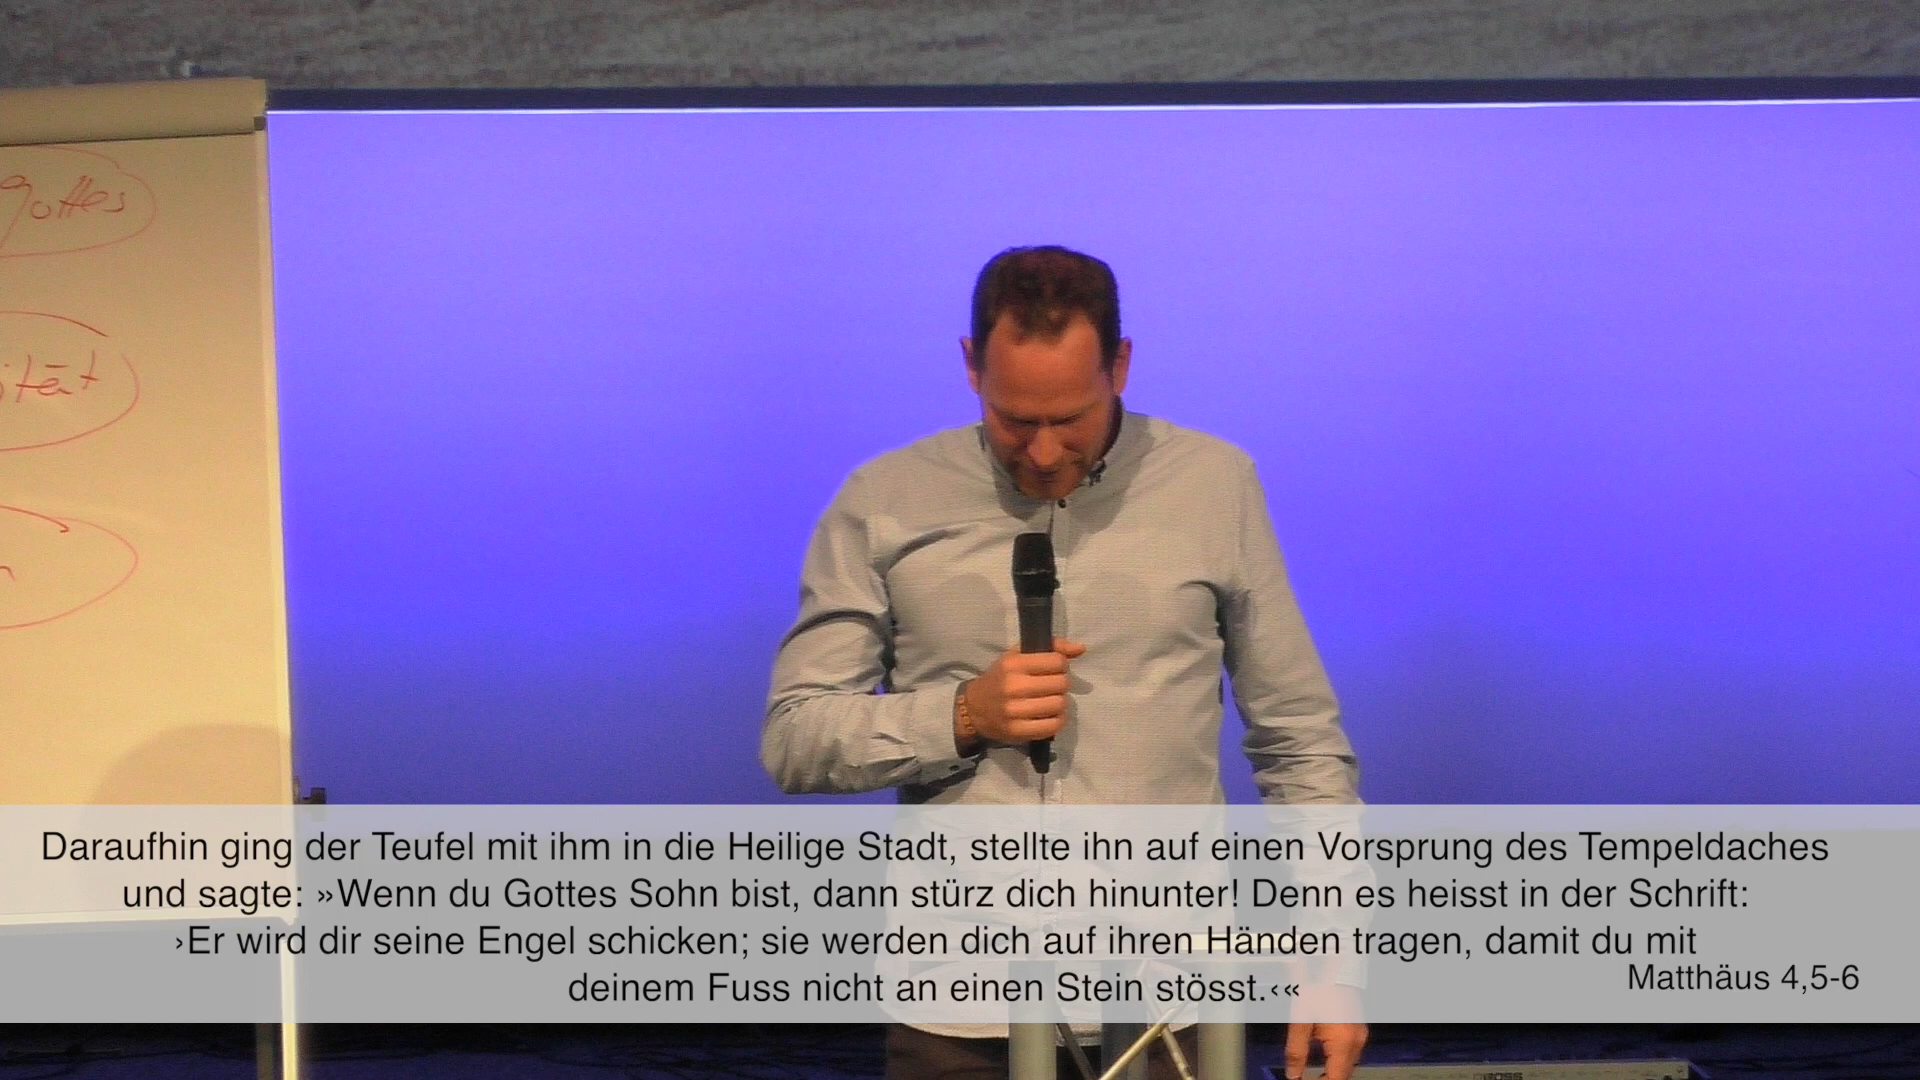 gottes
ität
Daraufhin ging der Teufel mit ihm in die Heilige Stadt, stellte ihn auf einen Vorsprung des Tempeldaches
und sagte: »Wenn du Gottes Sohn bist, dann stürz dich hinunter! Denn es heisst in der Schrift:
›Er wird dir seine Engel schicken; sie werden dich auf ihren Händen tragen, damit du mit
deinem Fuss nicht an einen Stein stösst.‹«
Matthäus 4,5-6
BOSS